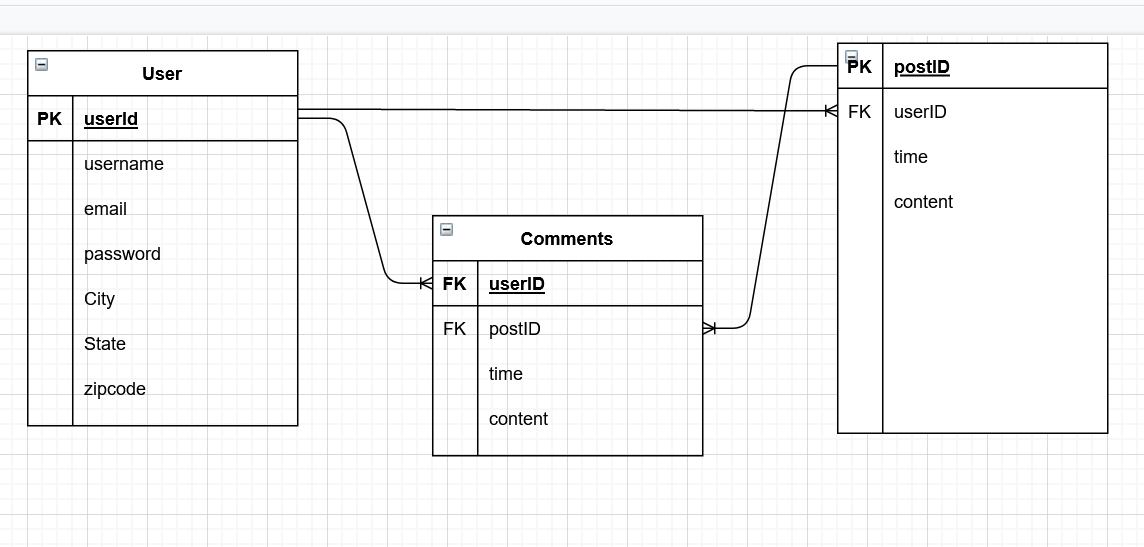 User
PK userId
username
email
password
City
State
zipcode
Comments
FK userID
FK postID
time
content
PK postID
FK userID
time
content